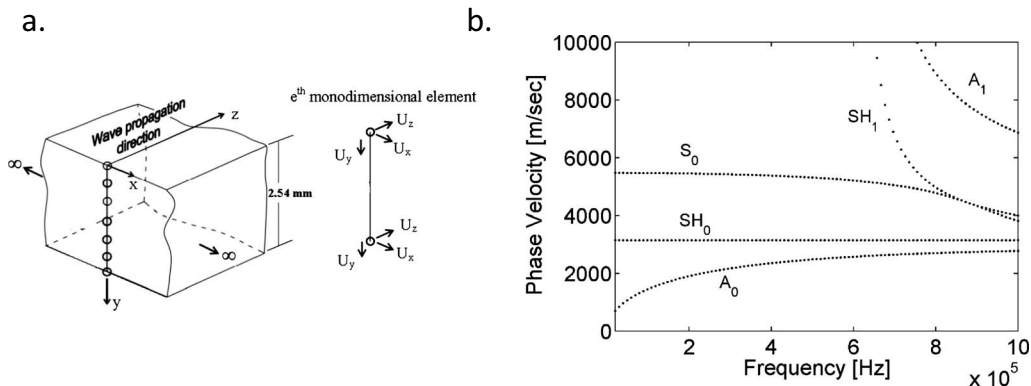 a.
Wave propagation
direction
z
x
y
∞
∞
2.54 mm
eth monodimensional element
Uz
Ux
Uy
Uz
Ux
Uy
b.
Phase Velocity [m/sec]
10000
8000
6000
4000
2000
0
A1
SH1
S0
SH0
A0
2
4
6
8
10
Frequency [Hz]
x 10^5